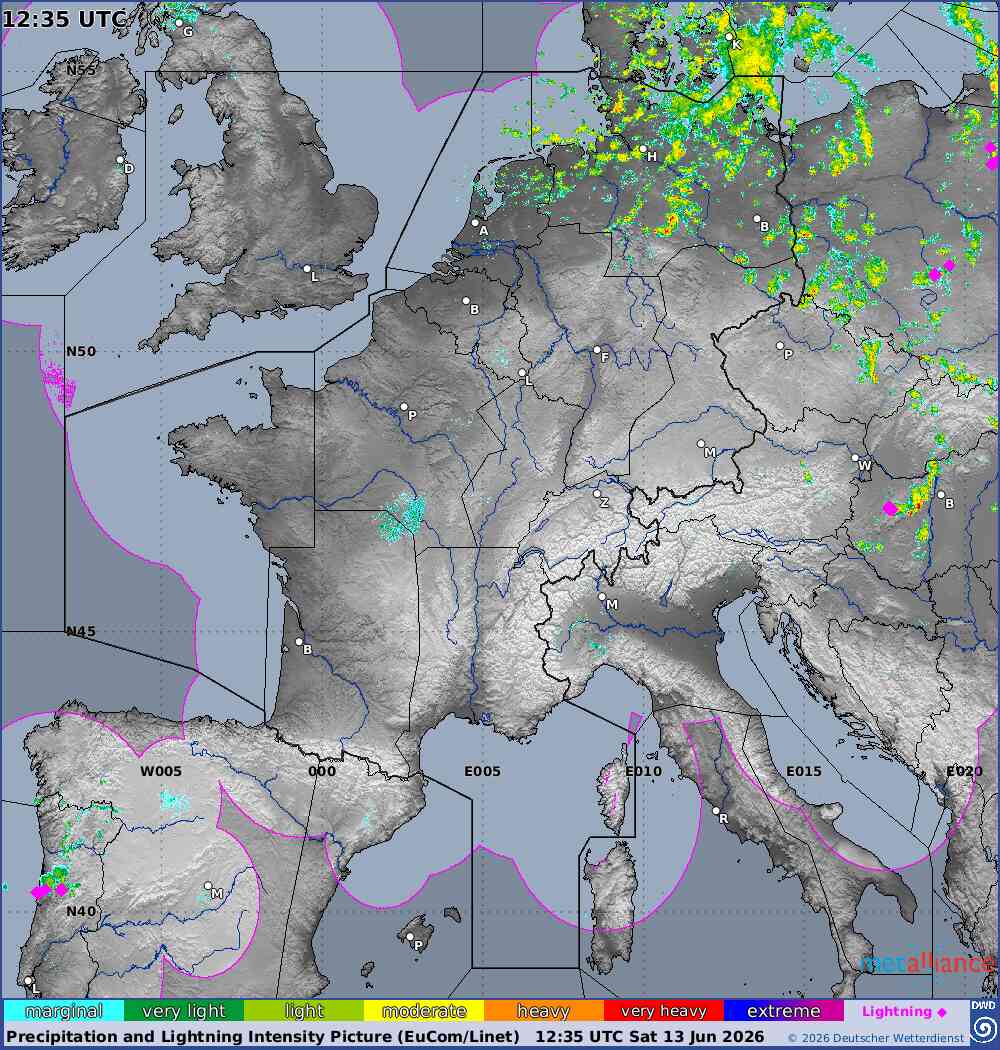 12:35 UTC
G
K
N55
H
D
A
B
L
B
N50
P
F
L
P
M
W
Z
B
M
N45
B
W005
000
E005
E010
E015
E020
R
M
N40
P
metalliance
L
marginal
very light
light
moderate
heavy
very heavy
extreme
Lightning
DWD
Precipitation and Lightning Intensity Picture (EuCom/Linet) 12:35 UTC Sat 13 Jun 2026
© 2026 Deutscher Wetterdienst